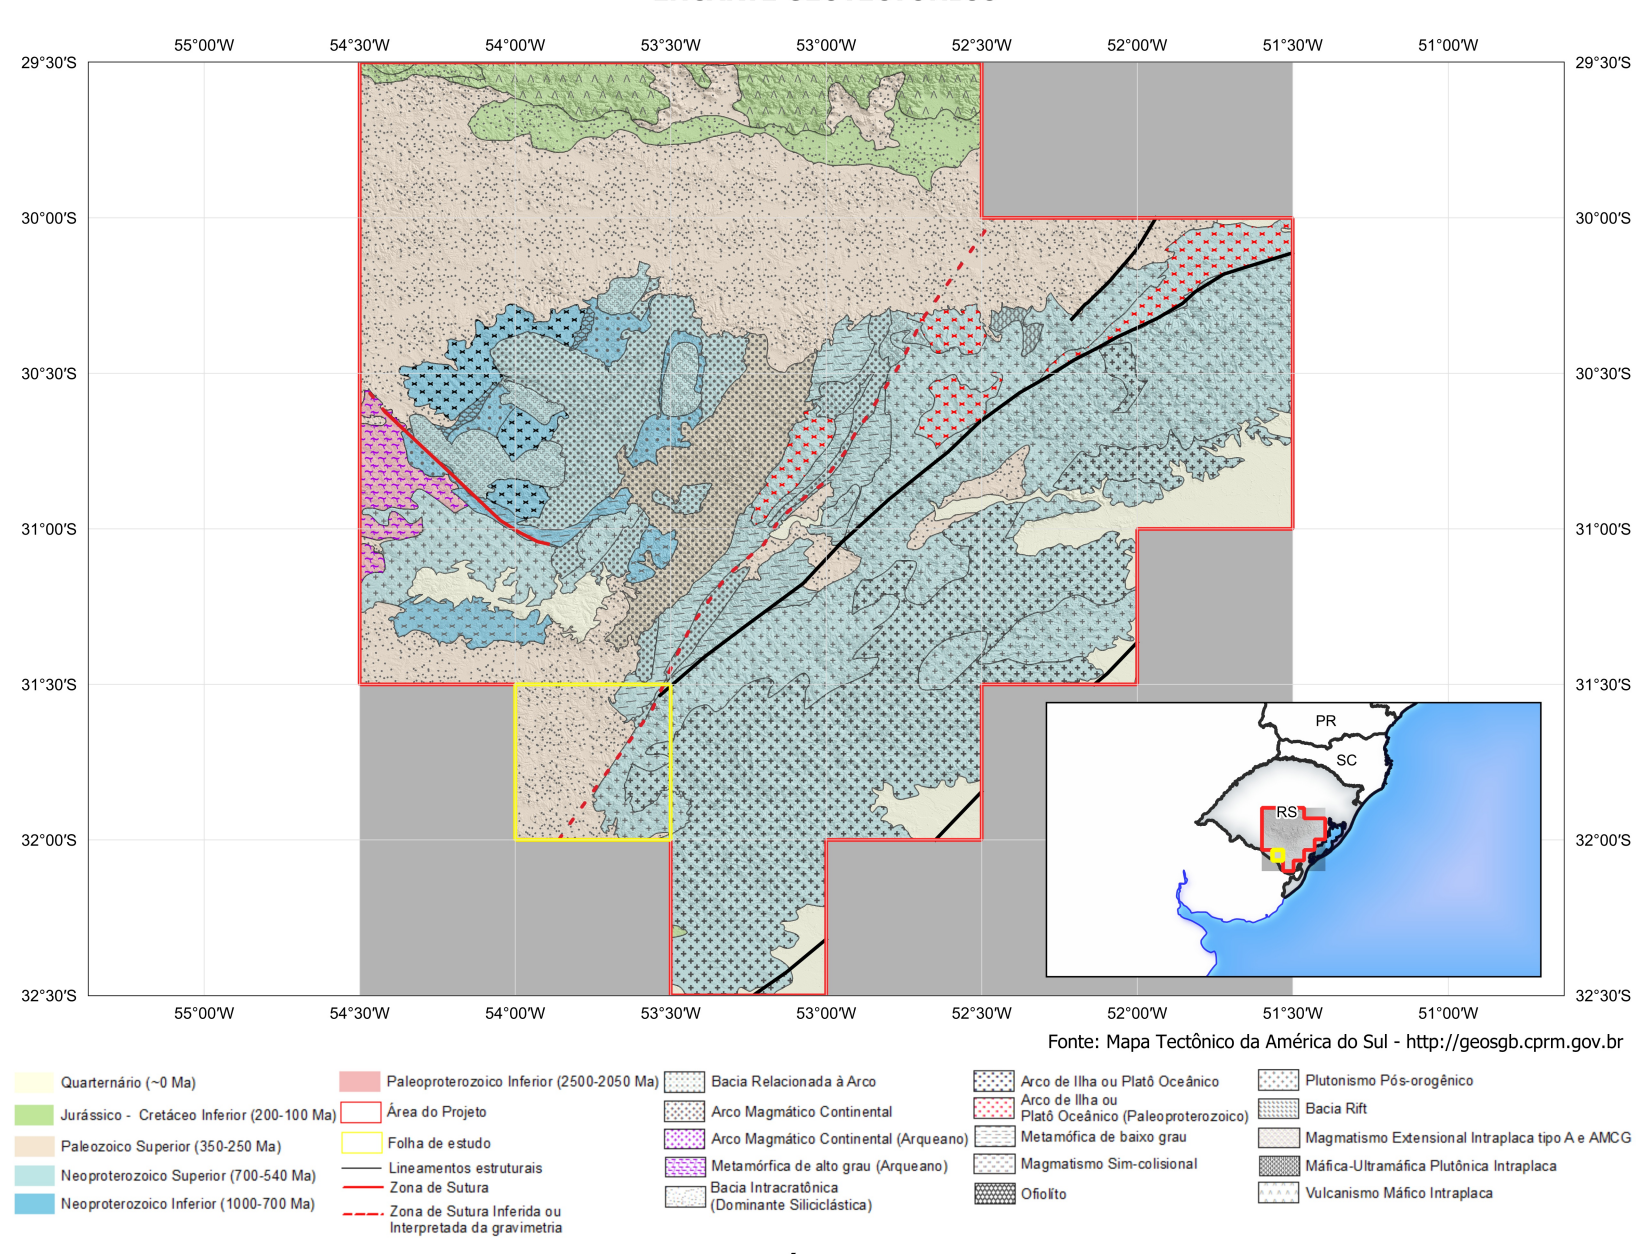 55°00'W 54°30'W 54°00'W 53°30'W 53°00'W 52°30'W 52°00'W 51°30'W 51°00'W
29°30'S 29°30'S
30°00'S 30°00'S
30°30'S 30°30'S
31°00'S 31°00'S
31°30'S 31°30'S
PR
SC
RS
32°00'S 32°00'S
32°30'S 32°30'S
55°00'W 54°30'W 54°00'W 53°30'W 53°00'W 52°30'W 52°00'W 51°30'W 51°00'W
Fonte: Mapa Tectônico da América do Sul - http://geosgb.cprm.gov.br
Quarternário (~0 Ma)
Jurássico - Cretáceo Inferior (200-100 Ma)
Paleozoico Superior (350-250 Ma)
Neoproterozoico Superior (700-540 Ma)
Neoproterozoico Inferior (1000-700 Ma)
Paleoproterozoico Inferior (2500-2050 Ma)
Área do Projeto
Folha de estudo
Lineamentos estruturais
Zona de Sutura
Zona de Sutura Inferida ou
Interpretada da gravimetria
Bacia Relacionada à Arco
Arco Magmático Continental
Arco Magmático Continental (Arqueano)
Metamórfica de alto grau (Arqueano)
Bacia Intracratônica
(Dominante Siliciclástica)
Arco de Ilha ou Platô Oceânico
Arco de Ilha ou
Platô Oceânico (Paleoproterozoico)
Metamófica de baixo grau
Magmatismo Sim-colisional
Ofiolíto
Plutonismo Pós-orogênico
Bacia Rift
Magmatismo Extensional Intraplaca tipo A e AMCG
Máfica-Ultramáfica Plutônica Intraplaca
Vulcanismo Máfico Intraplaca